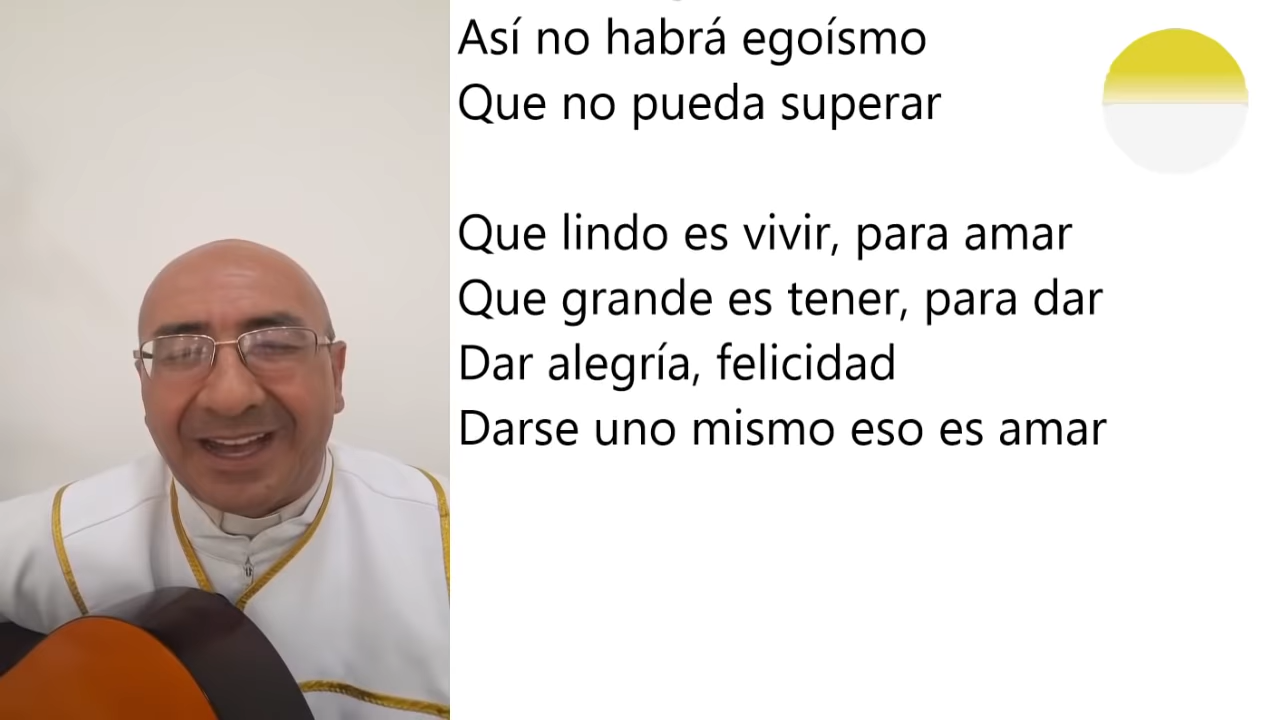 Así no habrá egoísmo
Que no pueda superar
Que lindo es vivir, para amar
Que grande es tener, para dar
Dar alegría, felicidad
Darse uno mismo eso es amar